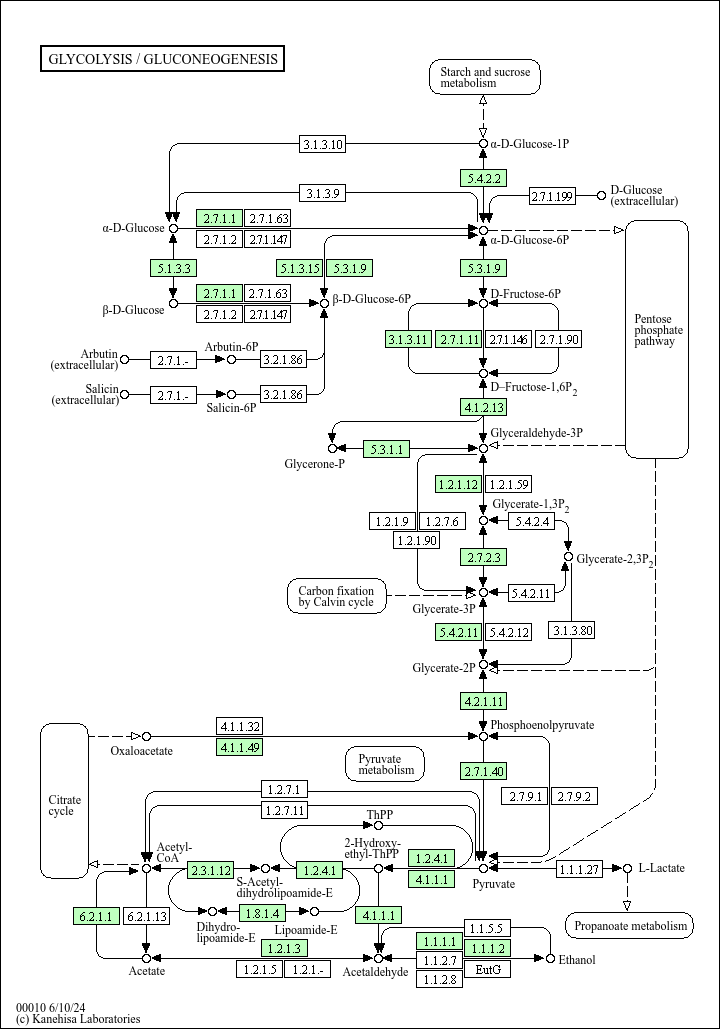 GLYCOLYSIS / GLUCONEOGENESIS
Starch and sucrose
metabolism
3.1.3.10
α-D-Glucose-1P
5.4.2.2
3.1.3.9
2.7.1.199
D-Glucose
(extracellular)
α-D-Glucose
2.7.1.1
2.7.1.63
2.7.1.2
2.7.1.147
α-D-Glucose-6P
5.1.3.3
5.1.3.15
5.3.1.9
5.3.1.9
β-D-Glucose
2.7.1.1
2.7.1.63
2.7.1.2
2.7.1.147
β-D-Glucose-6P
D-Fructose-6P
Pentose
phosphate
pathway
3.1.3.11
2.7.1.11
2.7.1.146
2.7.1.90
Arbutin
(extracellular)
2.7.1.-
Arbutin-6P
3.2.1.86
Salicin
(extracellular)
2.7.1.-
Salicin-6P
3.2.1.86
D-Fructose-1,6P2
4.1.2.13
Glyceraldehyde-3P
Glycerone-P
5.3.1.1
1.2.1.12
1.2.1.59
Glycerate-1,3P2
1.2.1.9
1.2.7.6
1.2.1.90
5.4.2.4
2.7.2.3
Glycerate-2,3P2
Carbon fixation
by Calvin cycle
Glycerate-3P
5.4.2.11
5.4.2.11
5.4.2.12
3.1.3.80
Glycerate-2P
4.2.1.11
Oxaloacetate
4.1.1.32
4.1.1.49
Phosphoenolpyruvate
Pyruvate
metabolism
2.7.1.40
2.7.9.1
2.7.9.2
Citrate
cycle
1.2.7.1
1.2.7.11
ThPP
Acetyl-
CoA
2-Hydroxy-
ethyl-ThPP
2.3.1.12
S-Acetyl-
dihydrolipoamide-E
1.2.4.1
1.2.4.1
4.1.1.1
Pyruvate
1.1.1.27
L-Lactate
6.2.1.1
6.2.1.13
Dihydro-
lipoamide-E
1.8.1.4
Lipoamide-E
4.1.1.1
Propanoate metabolism
1.1.5.5
1.1.1.1
1.1.1.2
1.1.2.7
EutG
1.1.2.8
Ethanol
Acetate
1.2.1.3
1.2.1.5
1.2.1.-
Acetaldehyde
00010 6/10/24
(c) Kanehisa Laboratories